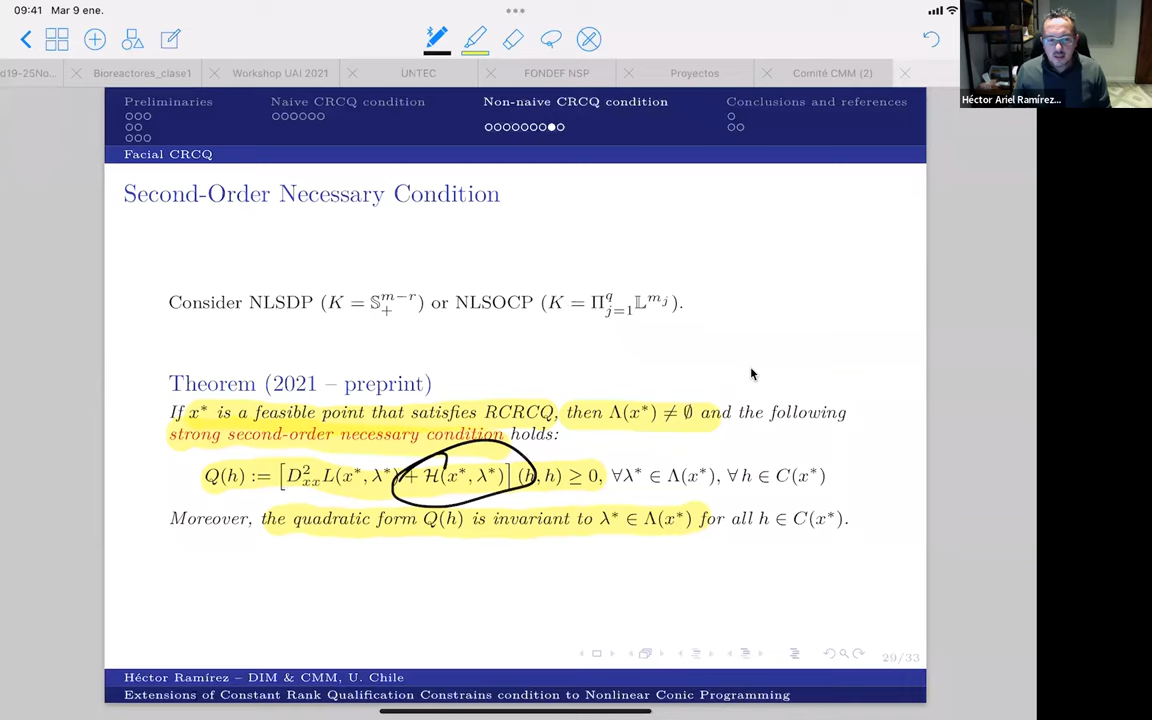 09:41 Mar 9 ene.
d19-25No...
Bioreactores_clase1
Workshop UAI 2021
UNTEC
FONDEF NSP
Proyectos
Comité CMM (2)
Héctor Ariel Ramírez...
Preliminaries
Naive CRCQ condition
Non-naive CRCQ condition
Conclusions and references
Facial CRCQ
Second-Order Necessary Condition
Consider NLSDP (K = 𝕊₊^{m−r}) or NLSOCP (K = Π_{j=1}^{q} 𝕃^{m_j}).
Theorem (2021 – preprint)
If x* is a feasible point that satisfies RCRCQ, then Λ(x*) ≠ ∅ and the following
strong second-order necessary condition holds:
Q(h) := [D²ₓₓL(x*, λ*) + ℋ(x*, λ*)] (h, h) ≥ 0, ∀λ* ∈ Λ(x*), ∀ h ∈ C(x*)
Moreover, the quadratic form Q(h) is invariant to λ* ∈ Λ(x*) for all h ∈ C(x*).
29/33
Héctor Ramírez – DIM & CMM, U. Chile
Extensions of Constant Rank Qualification Constrains condition to Nonlinear Conic Programming